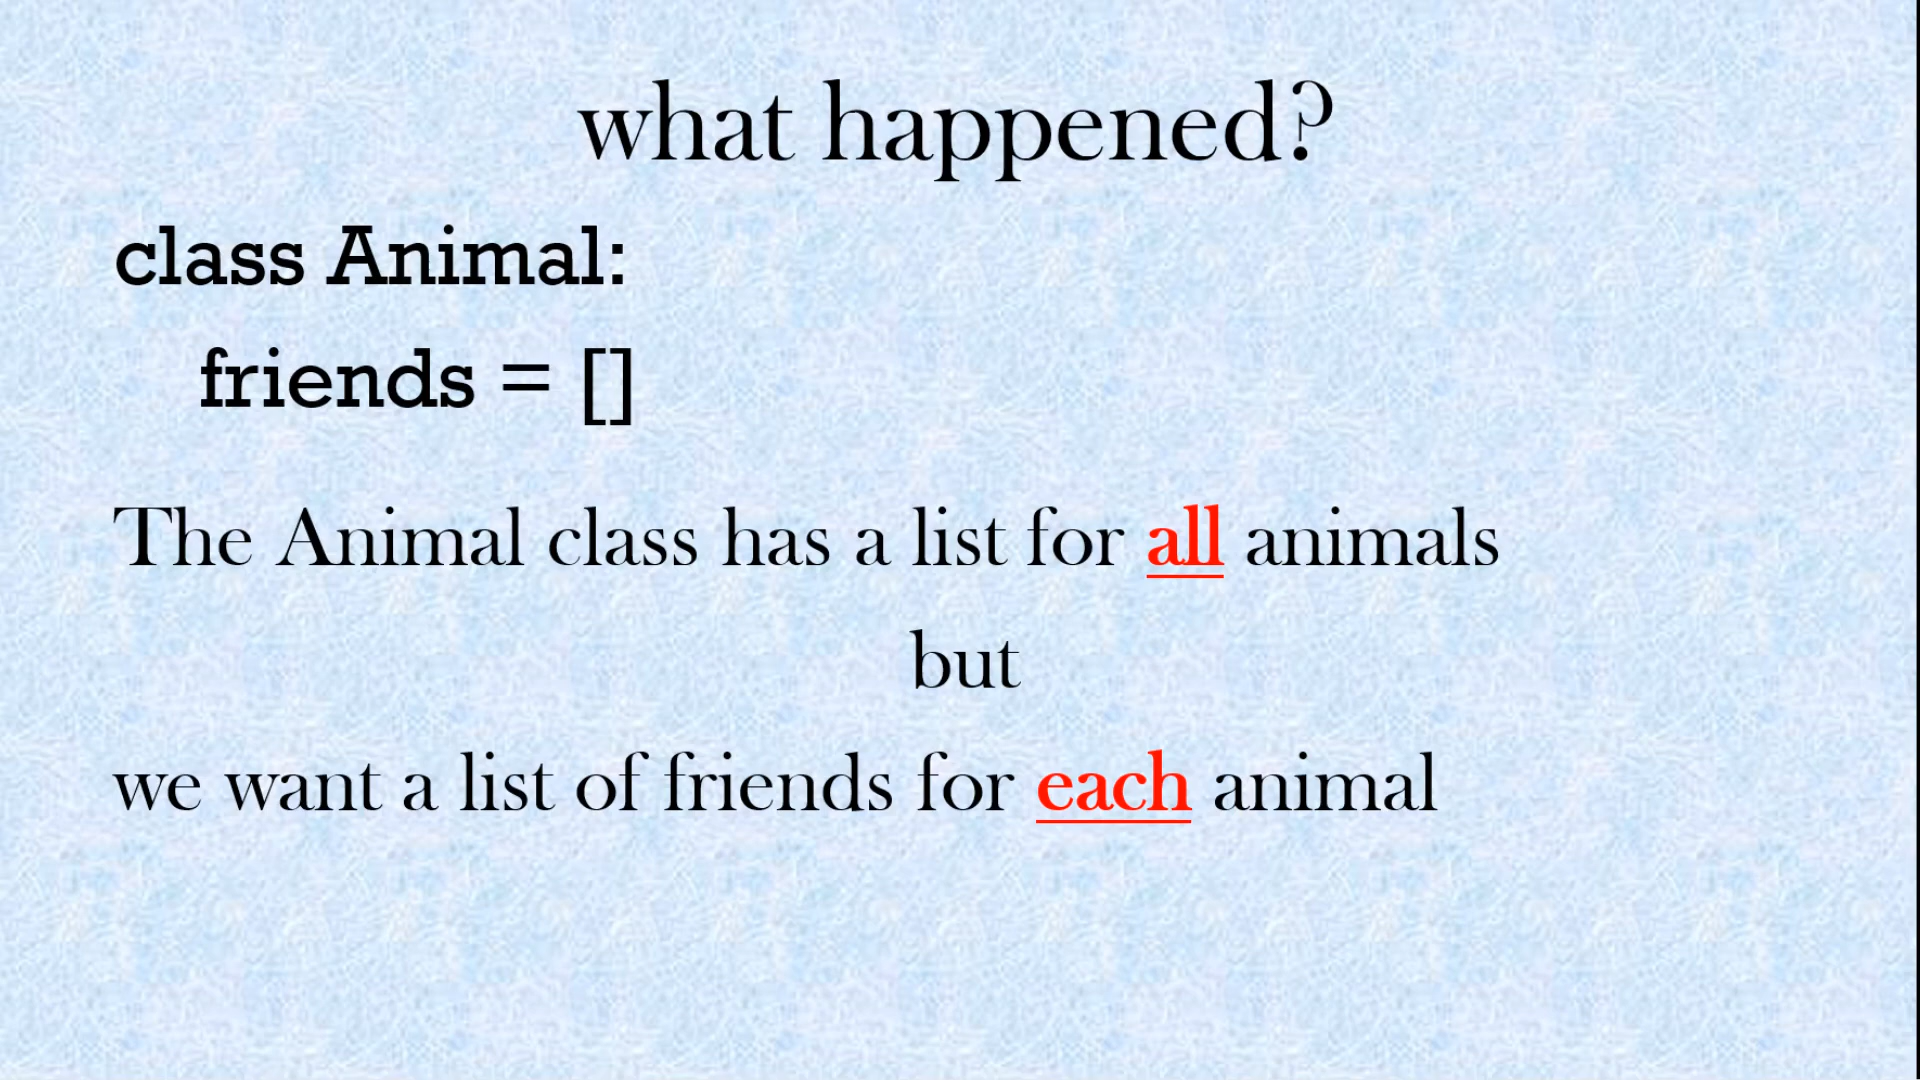 what happened?
class Animal:
friends = []
The Animal class has a list for all animals
but
we want a list of friends for each animal